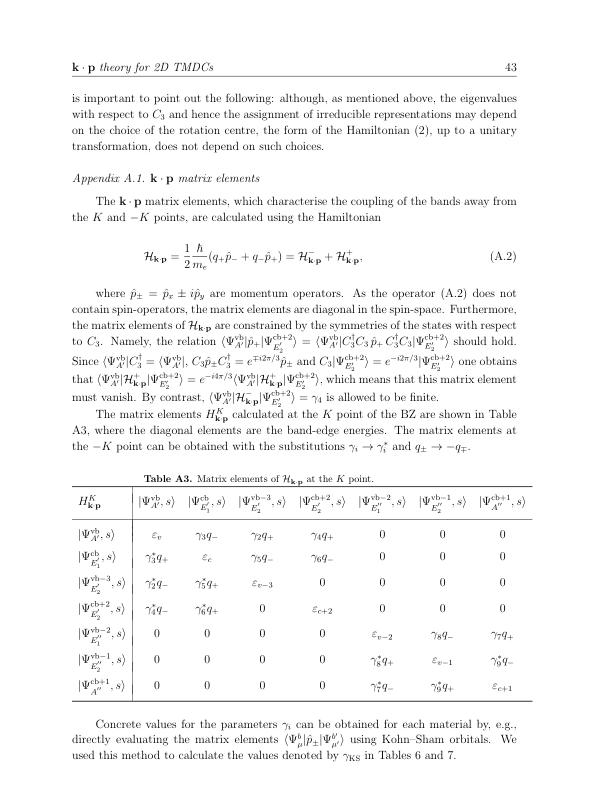 k · p theory for 2D TMDCs 43
is important to point out the following: although, as mentioned above, the eigenvalues
with respect to C₃ and hence the assignment of irreducible representations may depend
on the choice of the rotation centre, the form of the Hamiltonian (2), up to a unitary
transformation, does not depend on such choices.
Appendix A.1. k · p matrix elements
The k · p matrix elements, which characterise the coupling of the bands away from
the K and −K points, are calculated using the Hamiltonian
$\mathcal{H}_{\mathbf{k}\cdot\mathbf{p}} = \frac{1}{2}\frac{\hbar}{m_e}(q_+\hat{p}_- + q_-\hat{p}_+) = \mathcal{H}^-_{\mathbf{k}\cdot\mathbf{p}} + \mathcal{H}^+_{\mathbf{k}\cdot\mathbf{p}},$ (A.2)
where $\hat{p}_\pm = \hat{p}_x \pm i\hat{p}_y$ are momentum operators. As the operator (A.2) does not
contain spin-operators, the matrix elements are diagonal in the spin-space. Furthermore,
the matrix elements of $\mathcal{H}_{\mathbf{k}\cdot\mathbf{p}}$ are constrained by the symmetries of the states with respect
to C₃. Namely, the relation $\langle\Psi^{vb}_{A'}|\hat{p}_+|\Psi^{cb+2}_{E'_2}\rangle = \langle\Psi^{vb}_{A'}|C_3^\dagger C_3\,\hat{p}_+\,C_3^\dagger C_3|\Psi^{cb+2}_{E'_2}\rangle$ should hold.
Since $\langle\Psi^{vb}_{A'}|C_3^\dagger = \langle\Psi^{vb}_{A'}|$, $C_3\hat{p}_\pm C_3^\dagger = e^{\mp i2\pi/3}\hat{p}_\pm$ and $C_3|\Psi^{cb+2}_{E'_2}\rangle = e^{-i2\pi/3}|\Psi^{cb+2}_{E'_2}\rangle$ one obtains
that $\langle\Psi^{vb}_{A'}|\mathcal{H}^+_{\mathbf{k}\cdot\mathbf{p}}|\Psi^{cb+2}_{E'_2}\rangle = e^{-i4\pi/3}\langle\Psi^{vb}_{A'}|\mathcal{H}^+_{\mathbf{k}\cdot\mathbf{p}}|\Psi^{cb+2}_{E'_2}\rangle$, which means that this matrix element
must vanish. By contrast, $\langle\Psi^{vb}_{A'}|\mathcal{H}^-_{\mathbf{k}\cdot\mathbf{p}}|\Psi^{cb+2}_{E'_2}\rangle = \gamma_4$ is allowed to be finite.
The matrix elements $H^K_{\mathbf{k}\cdot\mathbf{p}}$ calculated at the K point of the BZ are shown in Table
A3, where the diagonal elements are the band-edge energies. The matrix elements at
the −K point can be obtained with the substitutions $\gamma_i \to \gamma_i^*$ and $q_\pm \to -q_\mp$.
Table A3. Matrix elements of $\mathcal{H}_{\mathbf{k}\cdot\mathbf{p}}$ at the K point.
$H^K_{\mathbf{k}\cdot\mathbf{p}}$ $|\Psi^{vb}_{A'},s\rangle$ $|\Psi^{cb}_{E'_1},s\rangle$ $|\Psi^{vb-3}_{E'_2},s\rangle$ $|\Psi^{cb+2}_{E'_2},s\rangle$ $|\Psi^{vb-2}_{E''_1},s\rangle$ $|\Psi^{vb-1}_{E''_2},s\rangle$ $|\Psi^{cb+1}_{A''},s\rangle$
$|\Psi^{vb}_{A'},s\rangle$ $\varepsilon_v$ $\gamma_3 q_-$ $\gamma_2 q_+$ $\gamma_4 q_+$ 0 0 0
$|\Psi^{cb}_{E'_1},s\rangle$ $\gamma_3^* q_+$ $\varepsilon_c$ $\gamma_5 q_-$ $\gamma_6 q_-$ 0 0 0
$|\Psi^{vb-3}_{E'_2},s\rangle$ $\gamma_2^* q_-$ $\gamma_5^* q_+$ $\varepsilon_{v-3}$ 0 0 0 0
$|\Psi^{cb+2}_{E'_2},s\rangle$ $\gamma_4^* q_-$ $\gamma_6^* q_+$ 0 $\varepsilon_{c+2}$ 0 0 0
$|\Psi^{vb-2}_{E''_1},s\rangle$ 0 0 0 0 $\varepsilon_{v-2}$ $\gamma_8 q_-$ $\gamma_7 q_+$
$|\Psi^{vb-1}_{E''_2},s\rangle$ 0 0 0 0 $\gamma_8^* q_+$ $\varepsilon_{v-1}$ $\gamma_9^* q_-$
$|\Psi^{cb+1}_{A''},s\rangle$ 0 0 0 0 $\gamma_7^* q_-$ $\gamma_9^* q_+$ $\varepsilon_{c+1}$
Concrete values for the parameters $\gamma_i$ can be obtained for each material by, e.g.,
directly evaluating the matrix elements $\langle\Psi^b_\mu|\hat{p}_\pm|\Psi^{b'}_{\mu'}\rangle$ using Kohn–Sham orbitals. We
used this method to calculate the values denoted by $\gamma_{KS}$ in Tables 6 and 7.